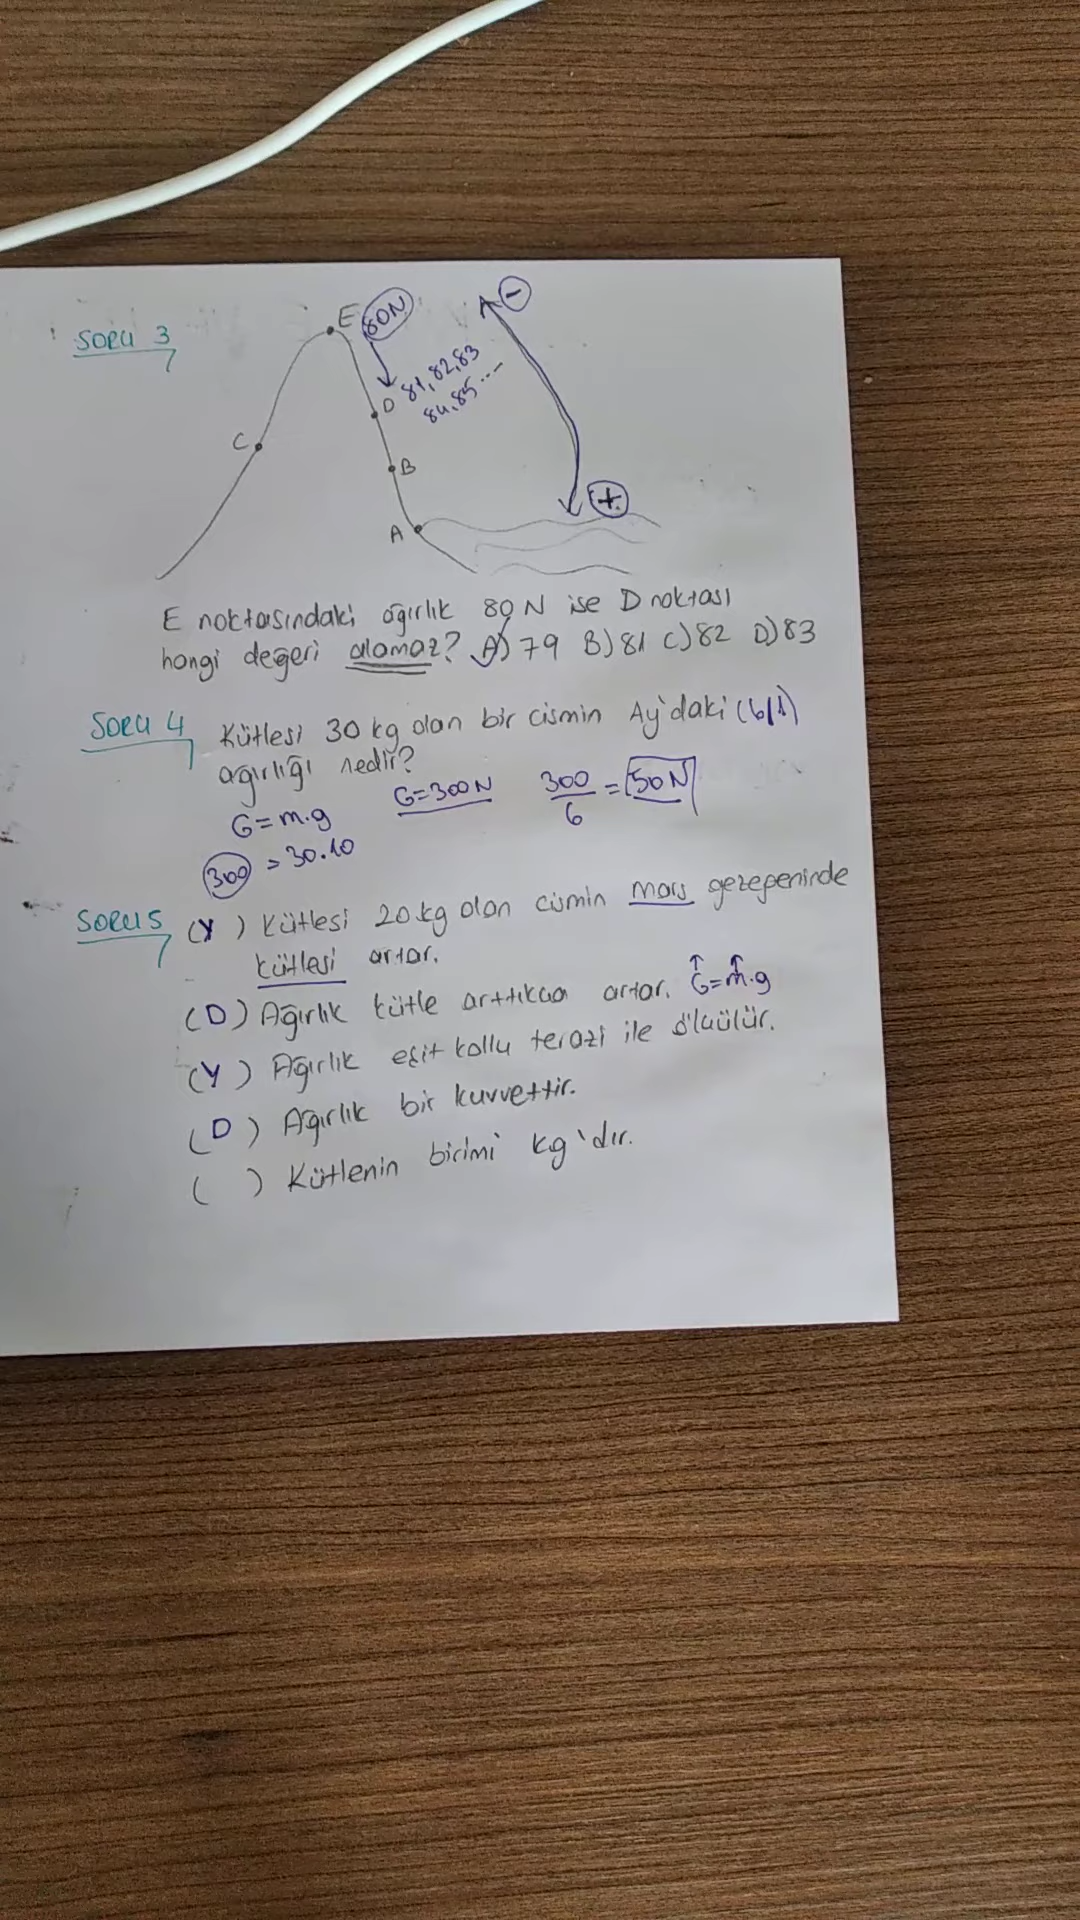 SORU 3
E 80N
-
D 81, 82, 83
84, 85 ...
C
B
+
A
E noktasındaki ağırlık 80 N ise D noktası
hangi değeri alamaz? A) 79 B) 81 C) 82 D) 83
SORU 4 Kütlesi 30 kg olan bir cismin Ay'daki (6/1)
ağırlığı nedir?
G=m.g G=300N 300/6 = 50N
300 = 30.10
SORU 5 (Y) Kütlesi 20 kg olan cismin Mars gezegeninde
kütlesi artar.
(D) Ağırlık kütle arttıkça artar. ↑G=↑m.g
(Y) Ağırlık eşit kollu terazi ile ölçülür.
(D) Ağırlık bir kuvvettir.
( ) Kütlenin birimi kg'dır.